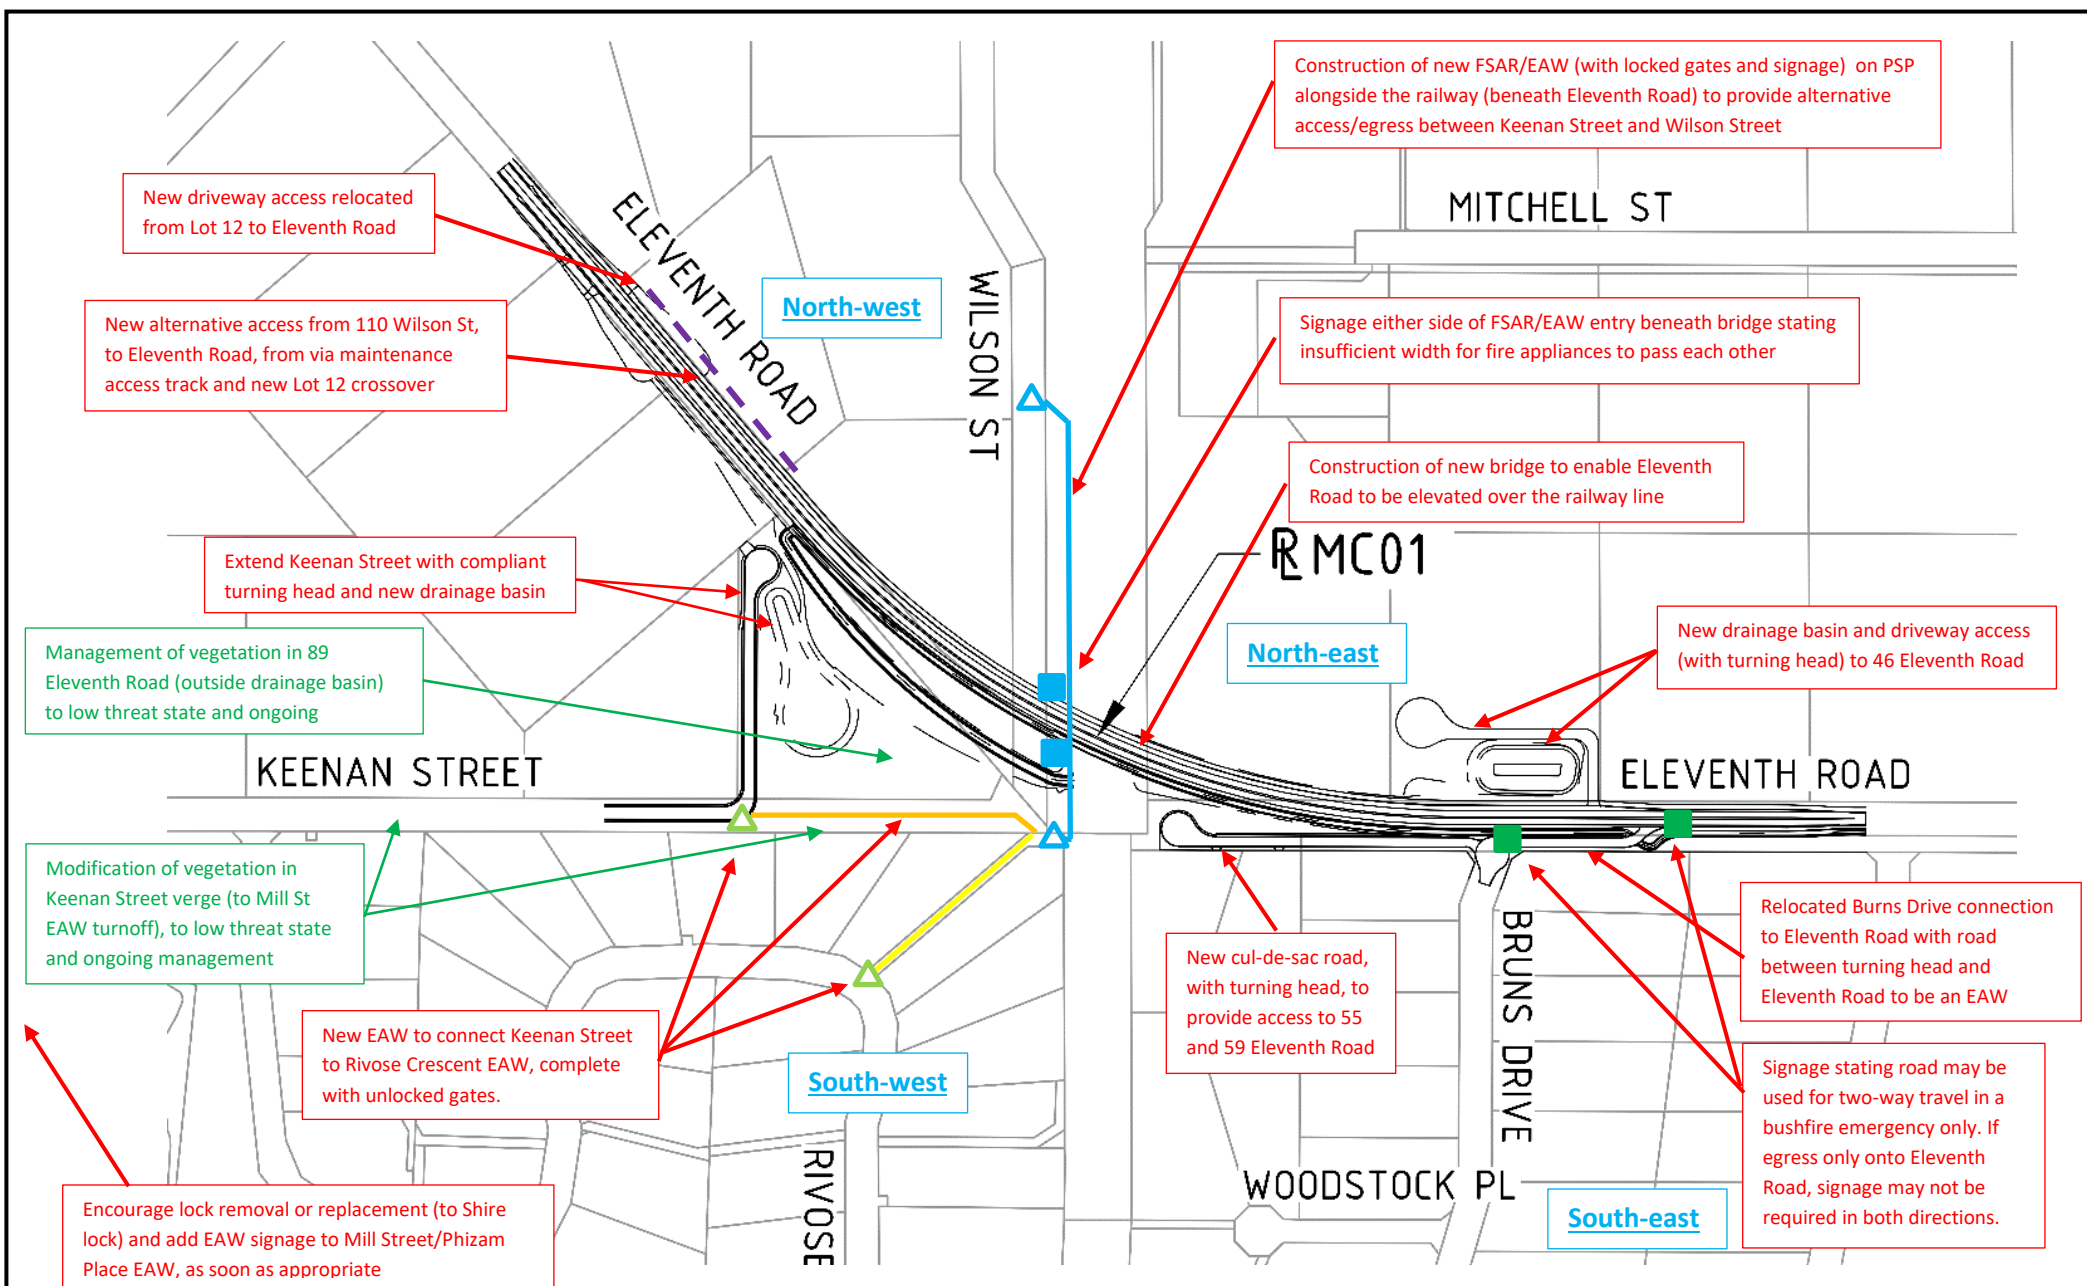 Construction of new FSAR/EAW (with locked gates and signage) on PSP
alongside the railway (beneath Eleventh Road) to provide alternative
access/egress between Keenan Street and Wilson Street
New driveway access relocated
from Lot 12 to Eleventh Road
MITCHELL ST
ELEVENTH ROAD
North-west
WILSON ST
New alternative access from 110 Wilson St,
to Eleventh Road, from via maintenance
access track and new Lot 12 crossover
Signage either side of FSAR/EAW entry beneath bridge stating
insufficient width for fire appliances to pass each other
Construction of new bridge to enable Eleventh
Road to be elevated over the railway line
MC01
Extend Keenan Street with compliant
turning head and new drainage basin
North-east
New drainage basin and driveway access
(with turning head) to 46 Eleventh Road
Management of vegetation in 89
Eleventh Road (outside drainage basin)
to low threat state and ongoing
KEENAN STREET
ELEVENTH ROAD
Modification of vegetation in
Keenan Street verge (to Mill St
EAW turnoff), to low threat state
and ongoing management
New cul-de-sac road,
with turning head, to
provide access to 55
and 59 Eleventh Road
BRUNS DRIVE
Relocated Burns Drive connection
to Eleventh Road with road
between turning head and
Eleventh Road to be an EAW
New EAW to connect Keenan Street
to Rivose Crescent EAW, complete
with unlocked gates.
South-west
Signage stating road may be
used for two-way travel in a
bushfire emergency only. If
egress only onto Eleventh
Road, signage may not be
required in both directions.
RIVOSE
WOODSTOCK PL
South-east
Encourage lock removal or replacement (to Shire
lock) and add EAW signage to Mill Street/Phizam
Place EAW, as soon as appropriate